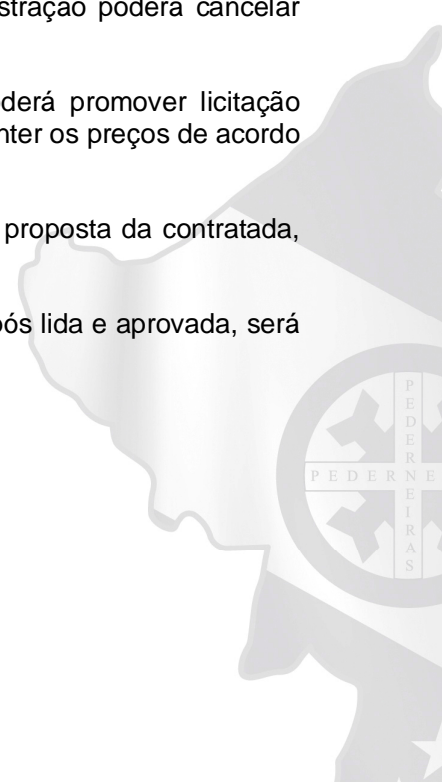 stração poderá cancelar
derá promover licitação
nter os preços de acordo
proposta da contratada,
pós lida e aprovada, será
PEDERNEIRAS
PEDERNE